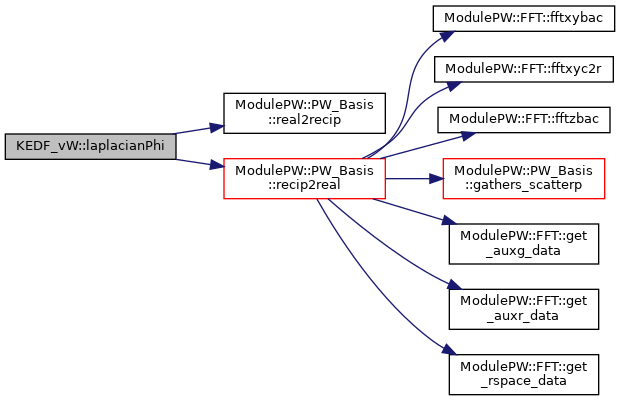 KEDF_vW::laplacianPhi
ModulePW::PW_Basis
::real2recip
ModulePW::PW_Basis
::recip2real
ModulePW::FFT::fftxybac
ModulePW::FFT::fftxyc2r
ModulePW::FFT::fftzbac
ModulePW::PW_Basis
::gathers_scatterp
ModulePW::FFT::get
_auxg_data
ModulePW::FFT::get
_auxr_data
ModulePW::FFT::get
_rspace_data